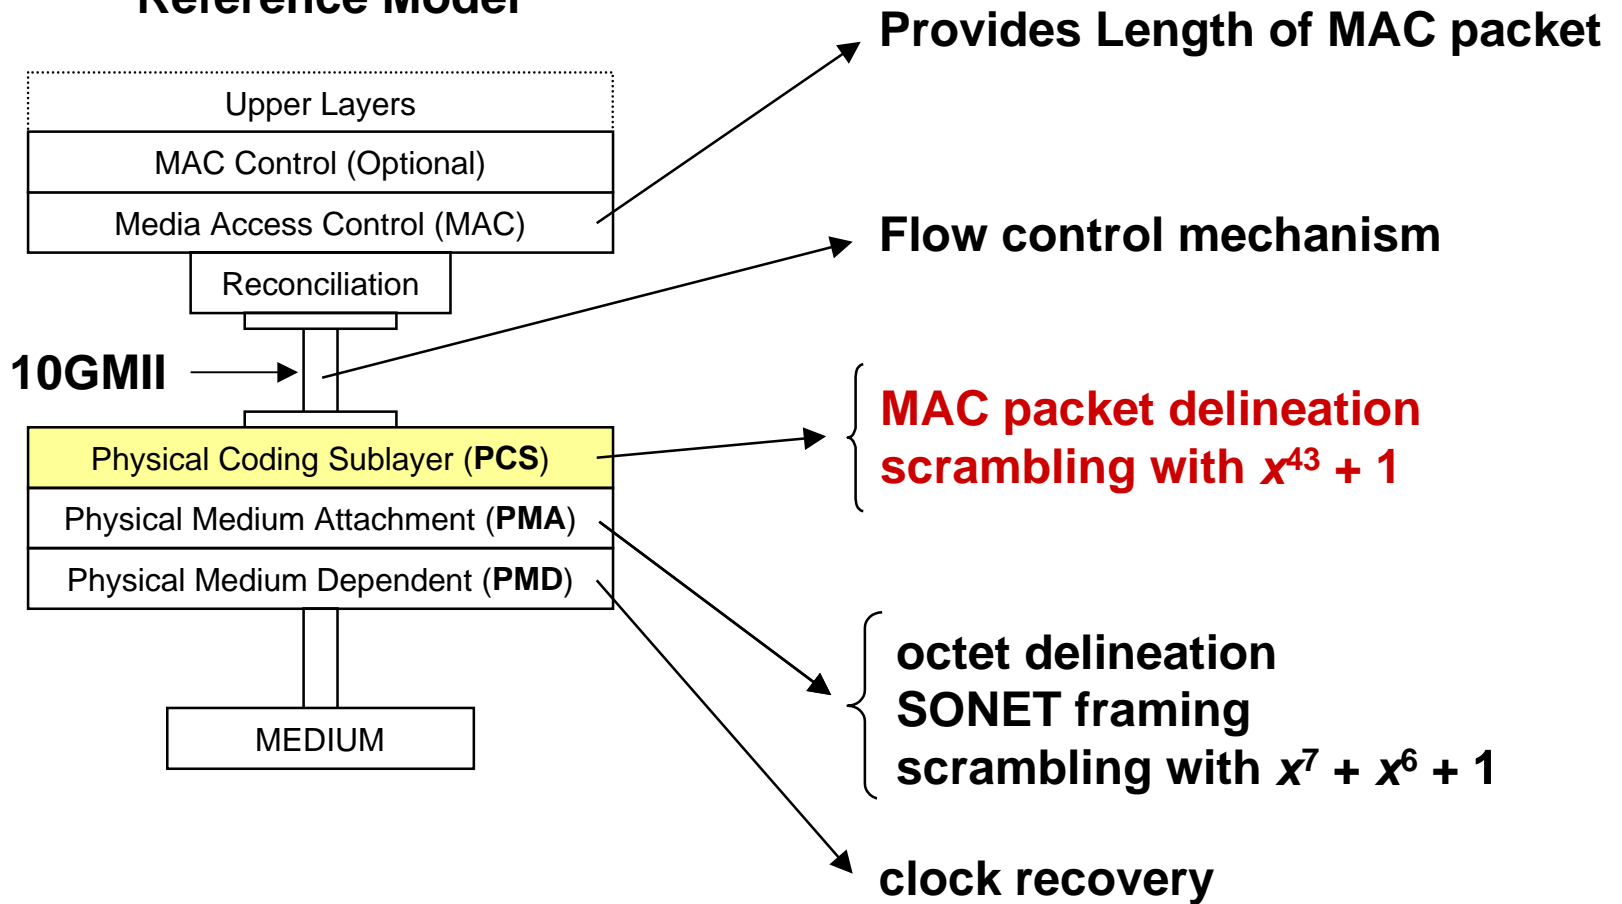 Reference Model
Upper Layers
MAC Control (Optional)
Media Access Control (MAC)
Reconciliation
10GMII
Physical Coding Sublayer (PCS)
Physical Medium Attachment (PMA)
Physical Medium Dependent (PMD)
MEDIUM
Provides Length of MAC packet
Flow control mechanism
MAC packet delineation
scrambling with x⁴³ + 1
octet delineation
SONET framing
scrambling with x⁷ + x⁶ + 1
clock recovery